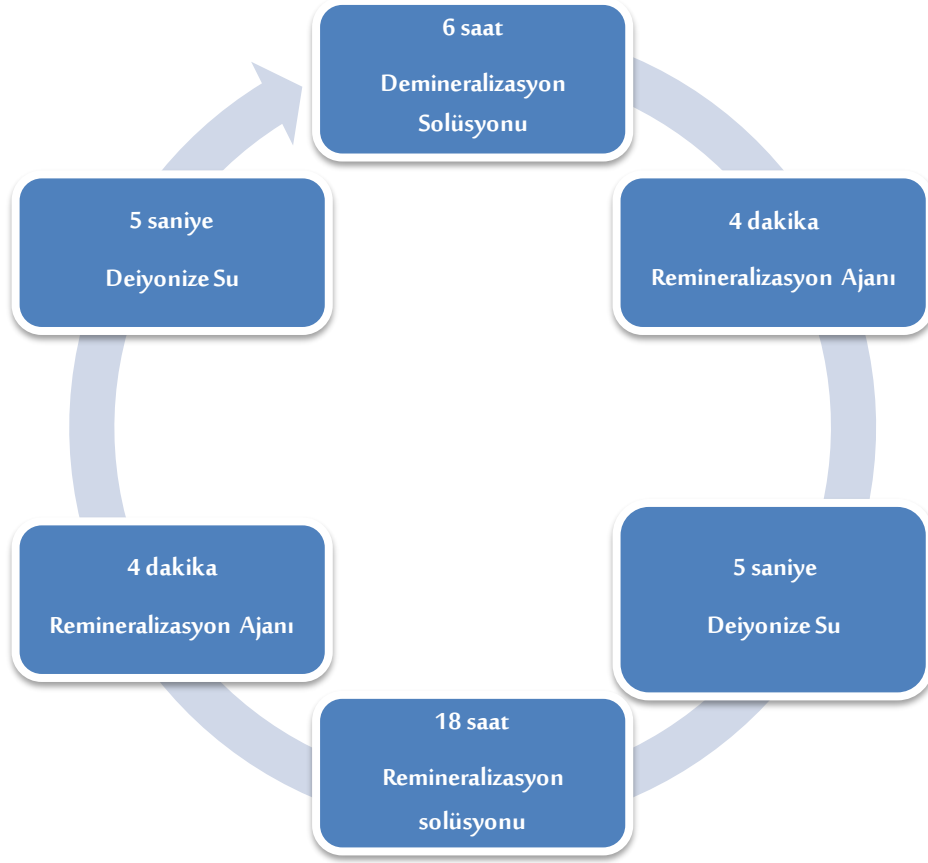 6 saat
Demineralizasyon
Solüsyonu
4 dakika
Remineralizasyon Ajanı
5 saniye
Deiyonize Su
18 saat
Remineralizasyon
solüsyonu
4 dakika
Remineralizasyon Ajanı
5 saniye
Deiyonize Su